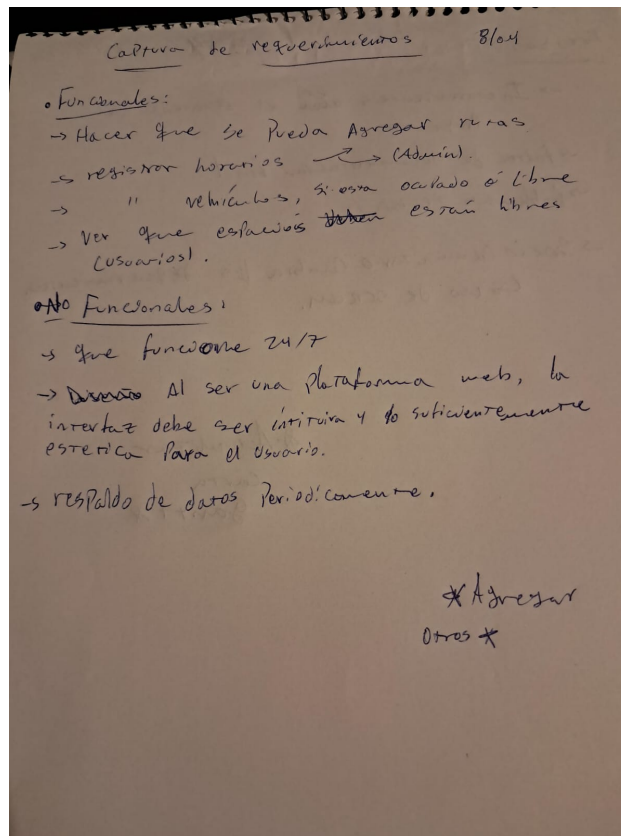 Captura de requerimientos 8/04
• Funcionales:
→ Hacer que se Pueda Agregar rutas
→ registrar horarios → (Admin).
→ " vehículos, si esta ocupado ó libre
→ Ver que espacios están libres
(usuarios).
• No Funcionales:
→ que funcione 24/7
→ Al ser una plataforma web, la
interfaz debe ser intituiva y lo suficientemente
estetica Para el usuario.
→ respaldo de datos Periodicamente.
* Agregar
Otros *